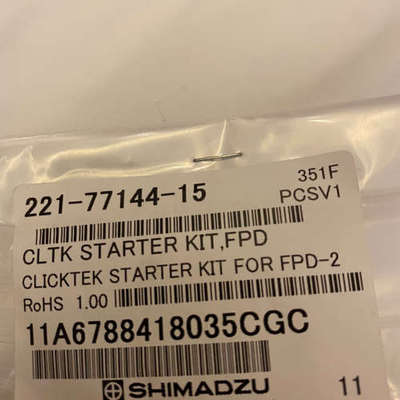 351F
221-77144-15 PCSV1
CLTK STARTER KIT,FPD
CLICKTEK STARTER KIT FOR FPD-2
RoHS 1.00
11A6788418035CGC
SHIMADZU 11